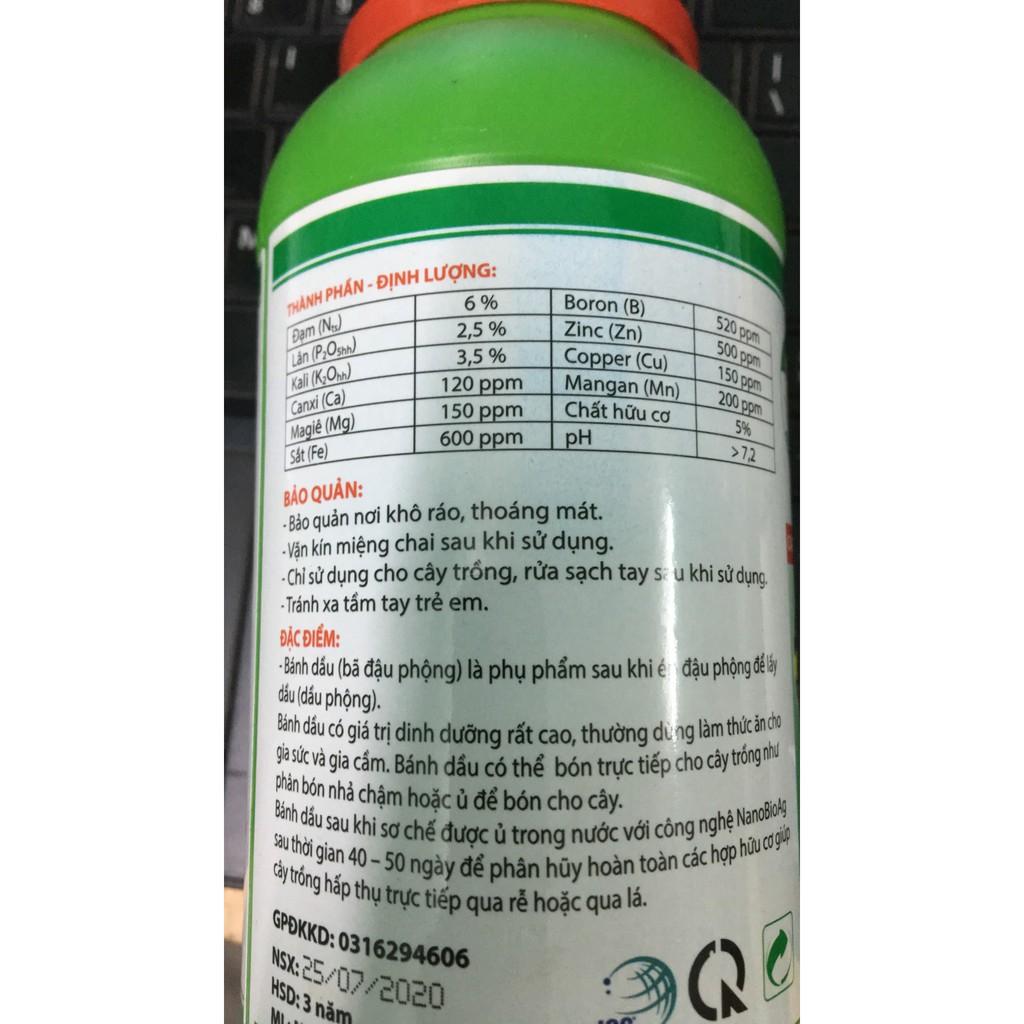 THÀNH PHẦN - ĐỊNH LƯỢNG:
Đạm (Nts) 6 % Boron (B) 520 ppm
Lân (P2O5hh) 2,5 % Zinc (Zn) 500 ppm
Kali (K2Ohh) 3,5 % Copper (Cu) 150 ppm
Canxi (Ca) 120 ppm Mangan (Mn) 200 ppm
Magiê (Mg) 150 ppm Chất hữu cơ 5%
Sắt (Fe) 600 ppm pH >7,2
BẢO QUẢN:
- Bảo quản nơi khô ráo, thoáng mát.
- Vặn kín miệng chai sau khi sử dụng.
- Chỉ sử dụng cho cây trồng, rửa sạch tay sau khi sử dụng.
- Tránh xa tầm tay trẻ em.
ĐẶC ĐIỂM:
- Bánh dầu (bã đậu phộng) là phụ phẩm sau khi ép đậu phộng để lấy
dầu (dầu phộng).
Bánh dầu có giá trị dinh dưỡng rất cao, thường dùng làm thức ăn cho
gia sức và gia cầm. Bánh dầu có thể bón trực tiếp cho cây trồng như
phân bón nhả chậm hoặc ủ để bón cho cây.
Bánh dầu sau khi sơ chế được ủ trong nước với công nghệ NanoBioAg
sau thời gian 40 – 50 ngày để phân hủy hoàn toàn các hợp hữu cơ giúp
cây trồng hấp thụ trực tiếp qua rễ hoặc qua lá.
GPĐKKD: 0316294606
NSX: 25/07/2020
HSD: 3 năm